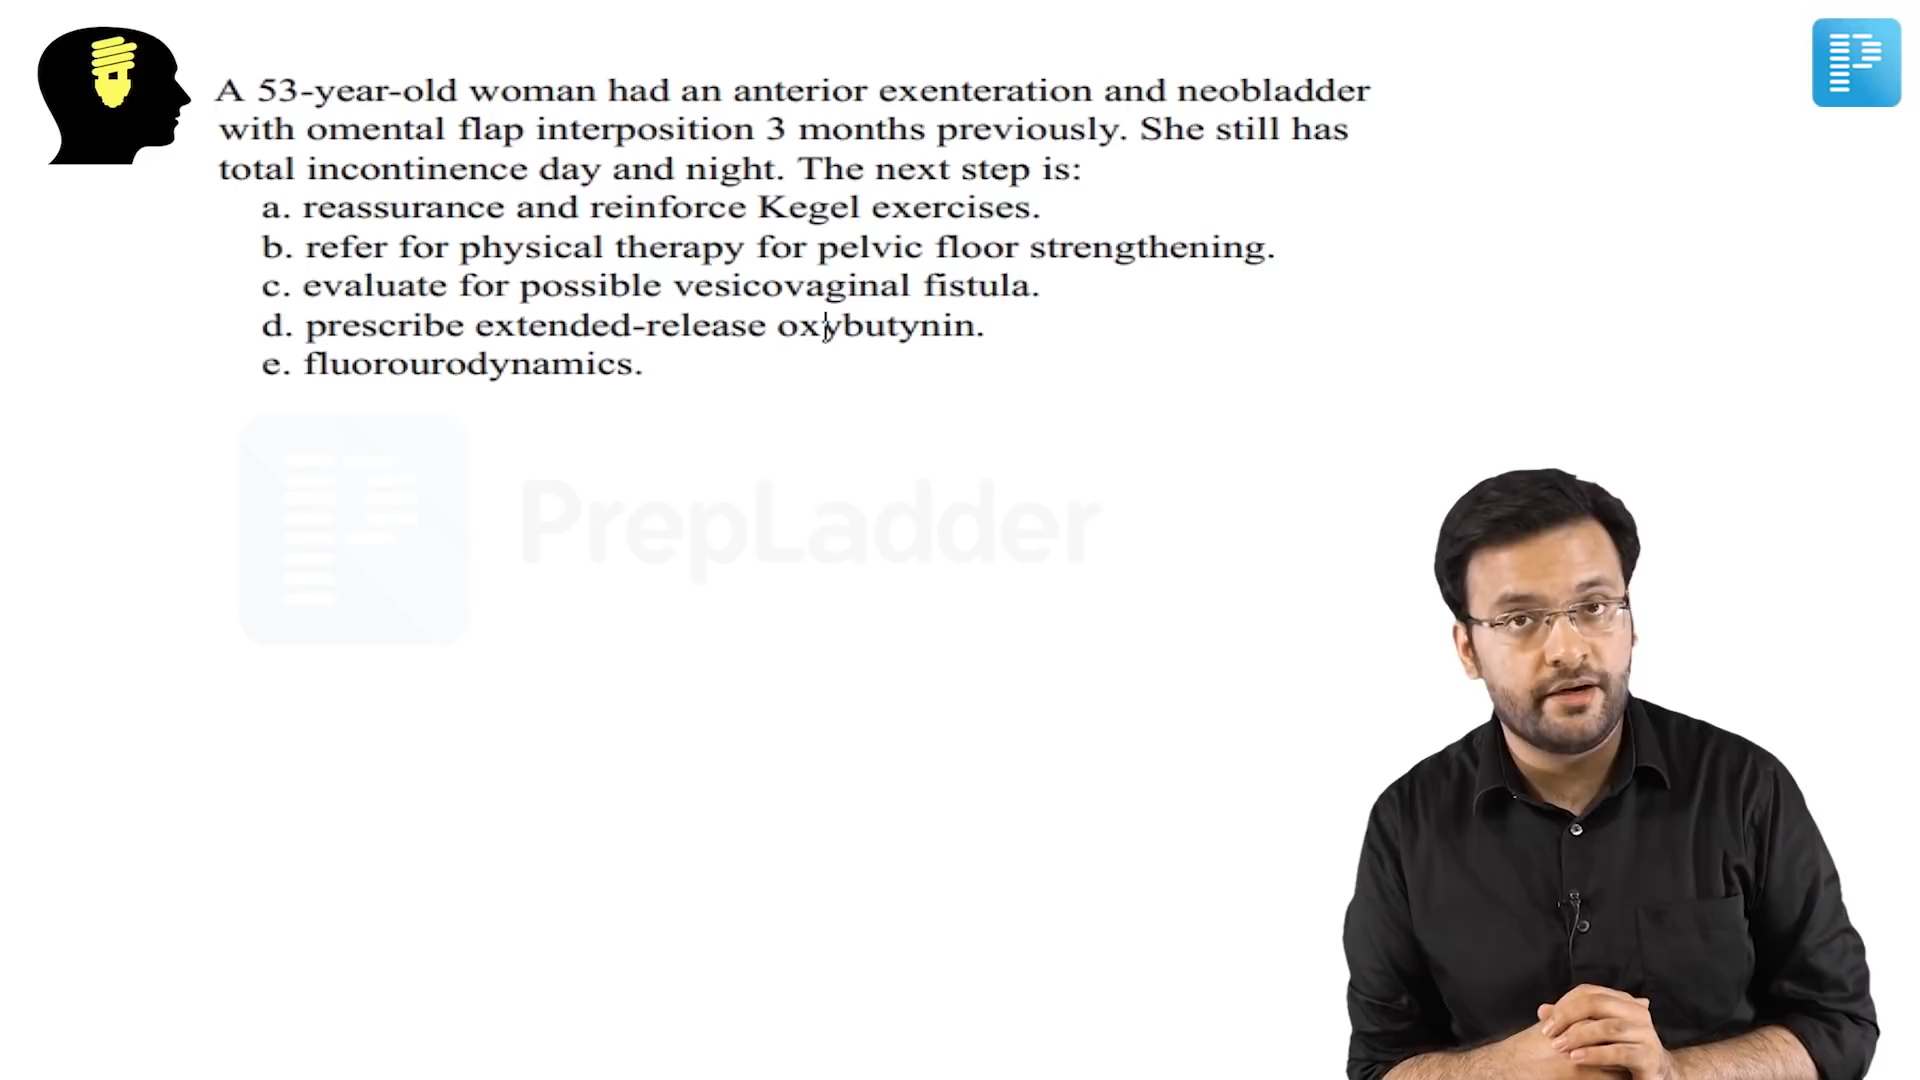 A 53-year-old woman had an anterior exenteration and neobladder
with omental flap interposition 3 months previously. She still has
total incontinence day and night. The next step is:
a. reassurance and reinforce Kegel exercises.
b. refer for physical therapy for pelvic floor strengthening.
c. evaluate for possible vesicovaginal fistula.
d. prescribe extended-release oxybutynin.
e. fluorourodynamics.
PrepLadder